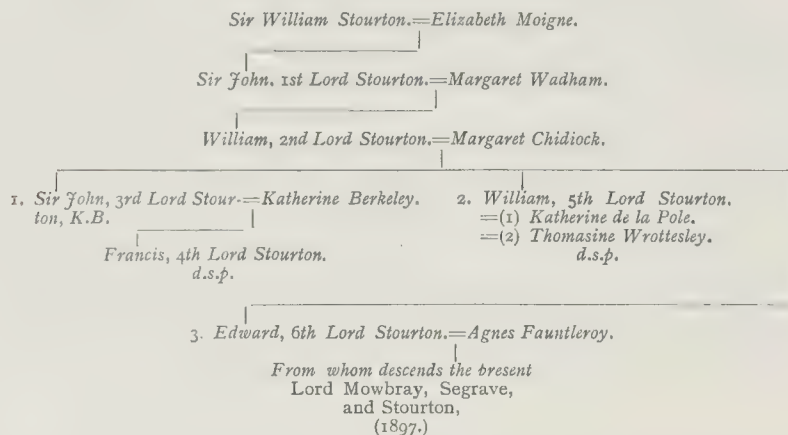 Sir William Stourton.=Elizabeth Moigne.
Sir John, 1st Lord Stourton.=Margaret Wadham.
William, 2nd Lord Stourton.=Margaret Chidiock.
1. Sir John, 3rd Lord Stour-=Katherine Berkeley.
ton, K.B.
2. William, 5th Lord Stourton.
=(1) Katherine de la Pole.
=(2) Thomasine Wrottesley.
d.s.p.
Francis, 4th Lord Stourton.
d.s.p.
3. Edward, 6th Lord Stourton.=Agnes Fauntleroy.
From whom descends the present
Lord Mowbray, Segrave,
and Stourton,
(1897.)